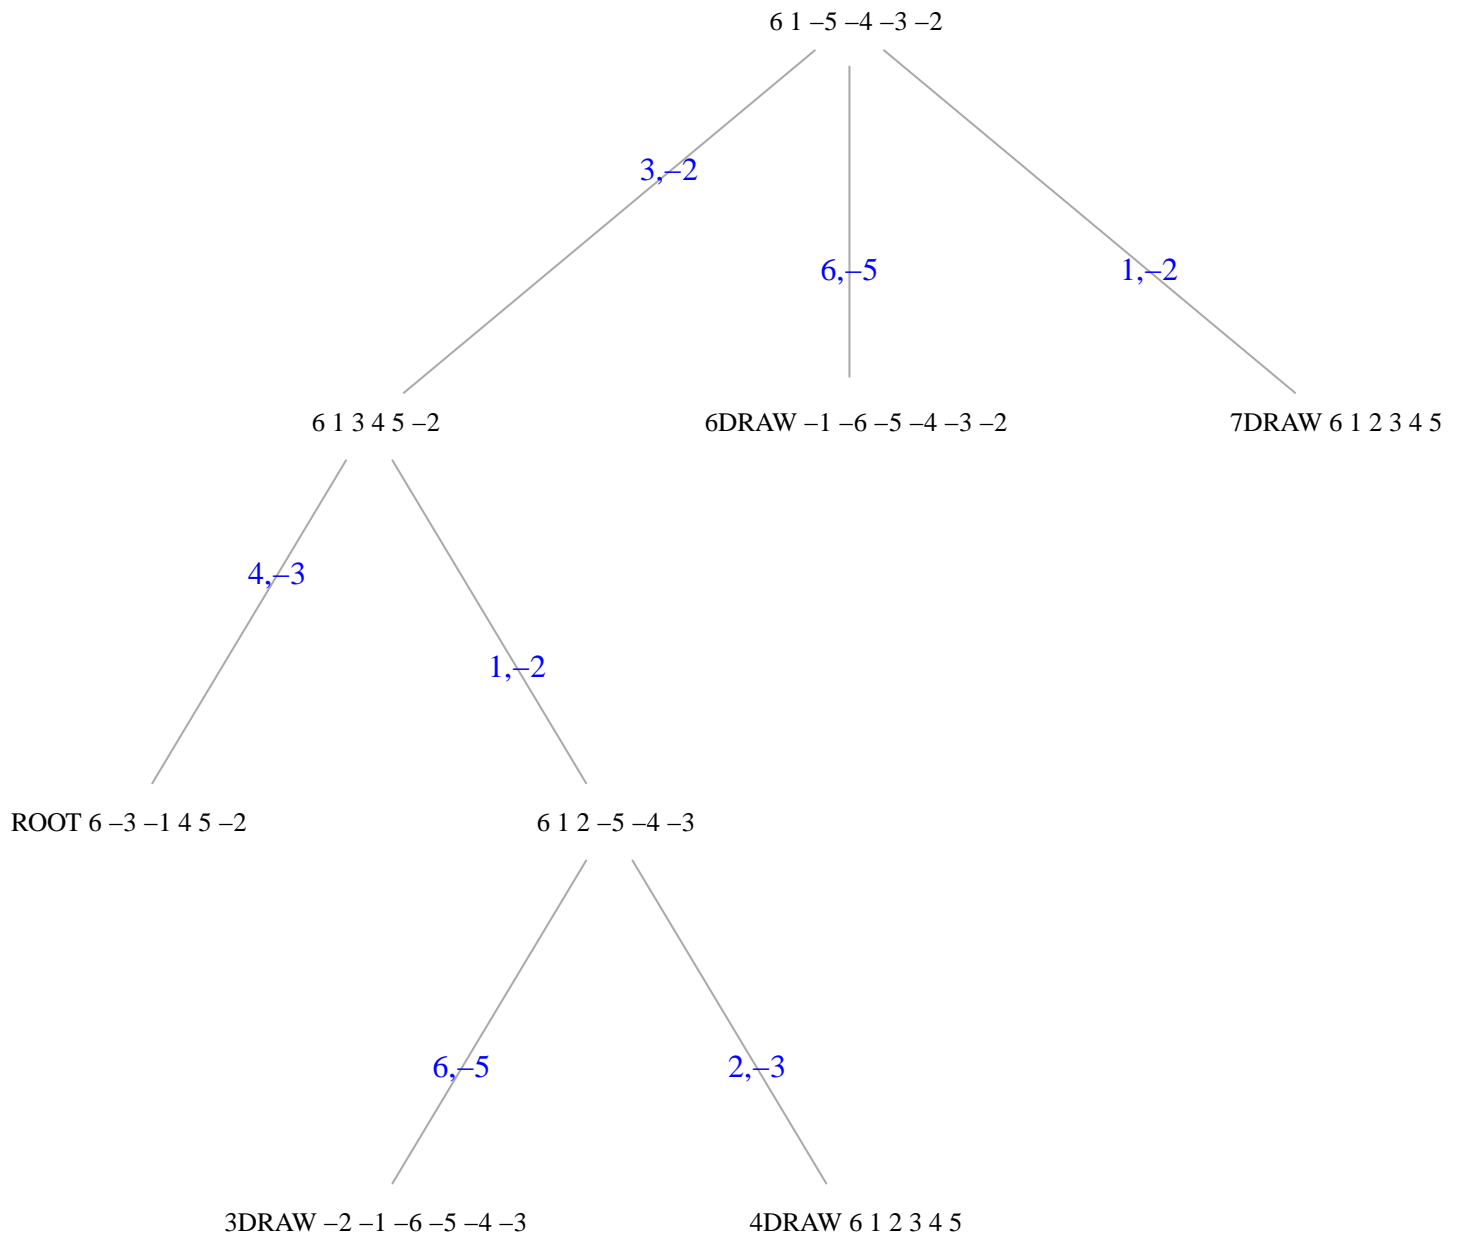 6 1 –5 –4 –3 –2
3,–2
6,–5
1,–2
6 1 3 4 5 –2
6DRAW –1 –6 –5 –4 –3 –2
7DRAW 6 1 2 3 4 5
4,–3
1,–2
ROOT 6 –3 –1 4 5 –2
6 1 2 –5 –4 –3
6,–5
2,–3
3DRAW –2 –1 –6 –5 –4 –3
4DRAW 6 1 2 3 4 5